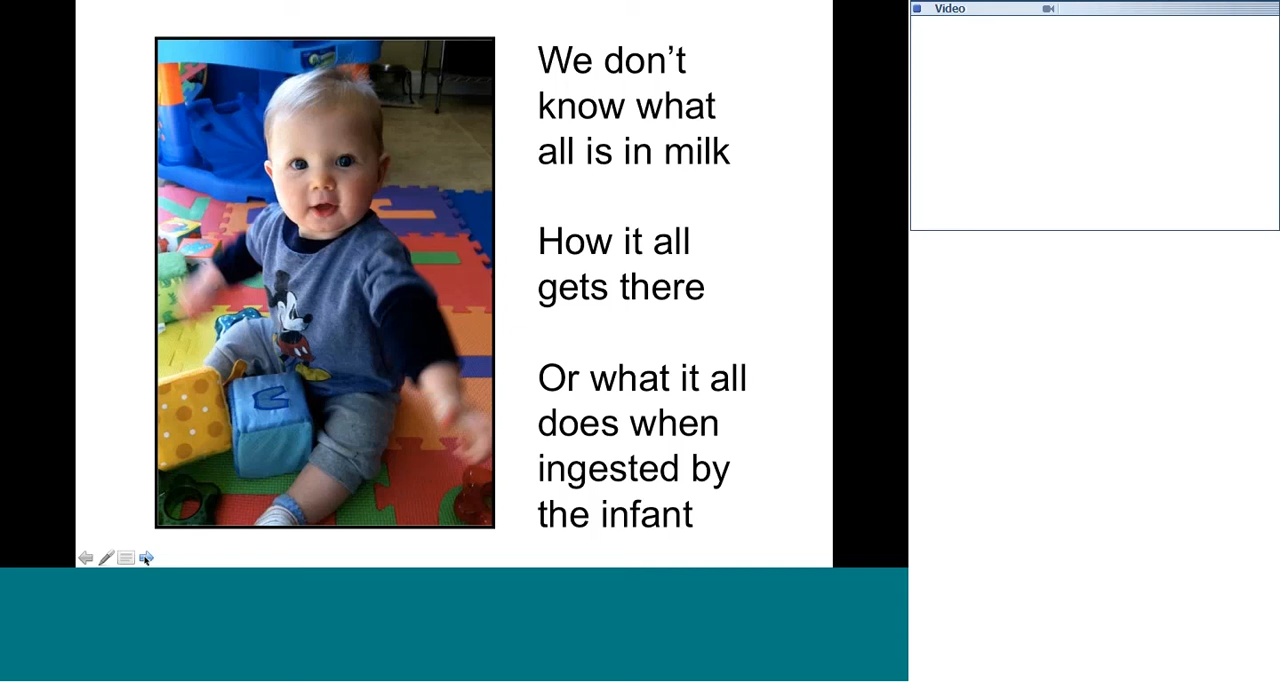 Video
We don’t
know what
all is in milk
How it all
gets there
Or what it all
does when
ingested by
the infant